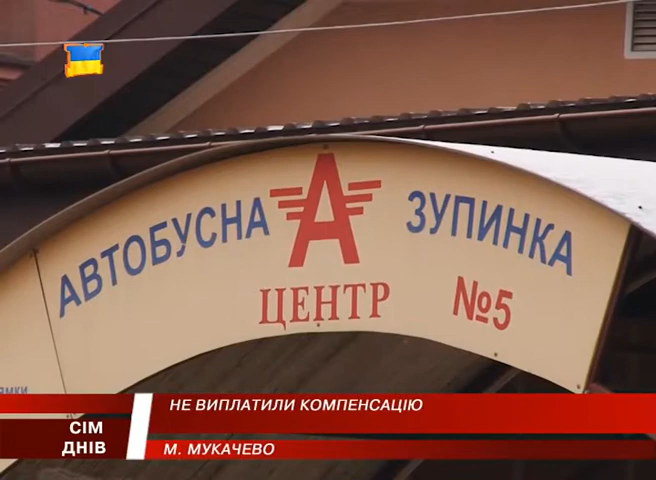 АВТОБУСНА А ЗУПИНКА
ЦЕНТР №5
НЕ ВИПЛАТИЛИ КОМПЕНСАЦІЮ
СІМ
ДНІВ
М. МУКАЧЕВО